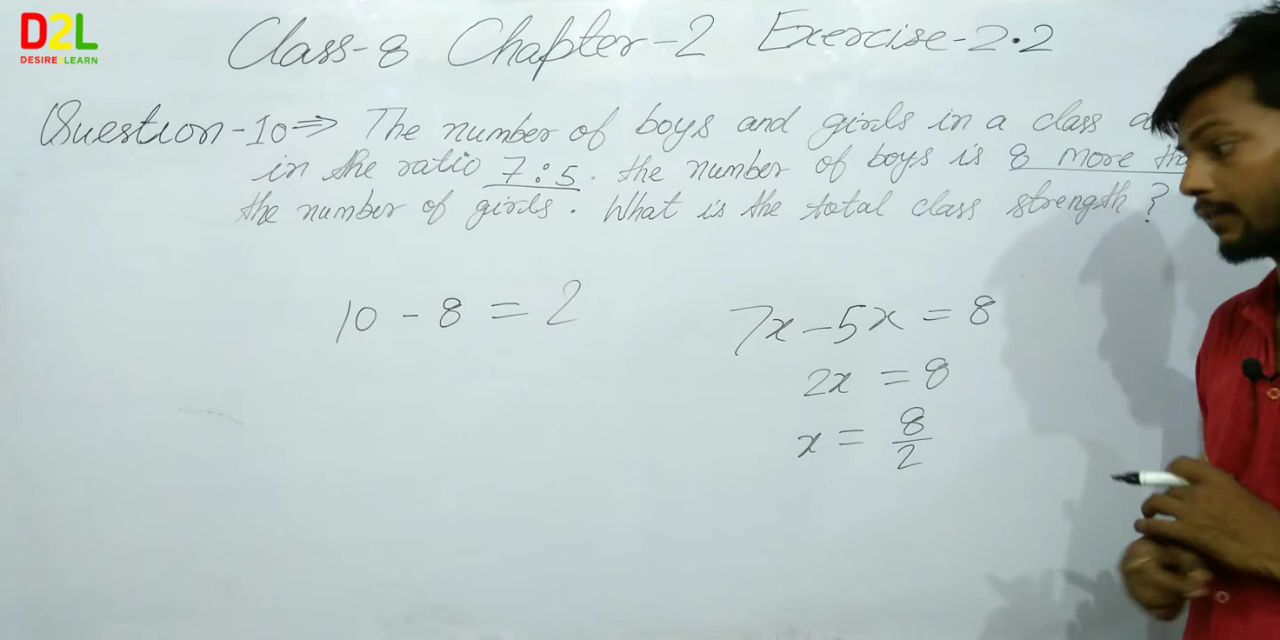 D2L
DESIRE 2 LEARN
Class-8 Chapter-2 Exercise-2.2
Question-10⇒ The number of boys and girls in a class
in the ratio 7:5. the number of boys is 8 more
the number of girls. What is the total class strength?
10 - 8 = 2
7x-5x = 8
2x = 8
x = 8/2